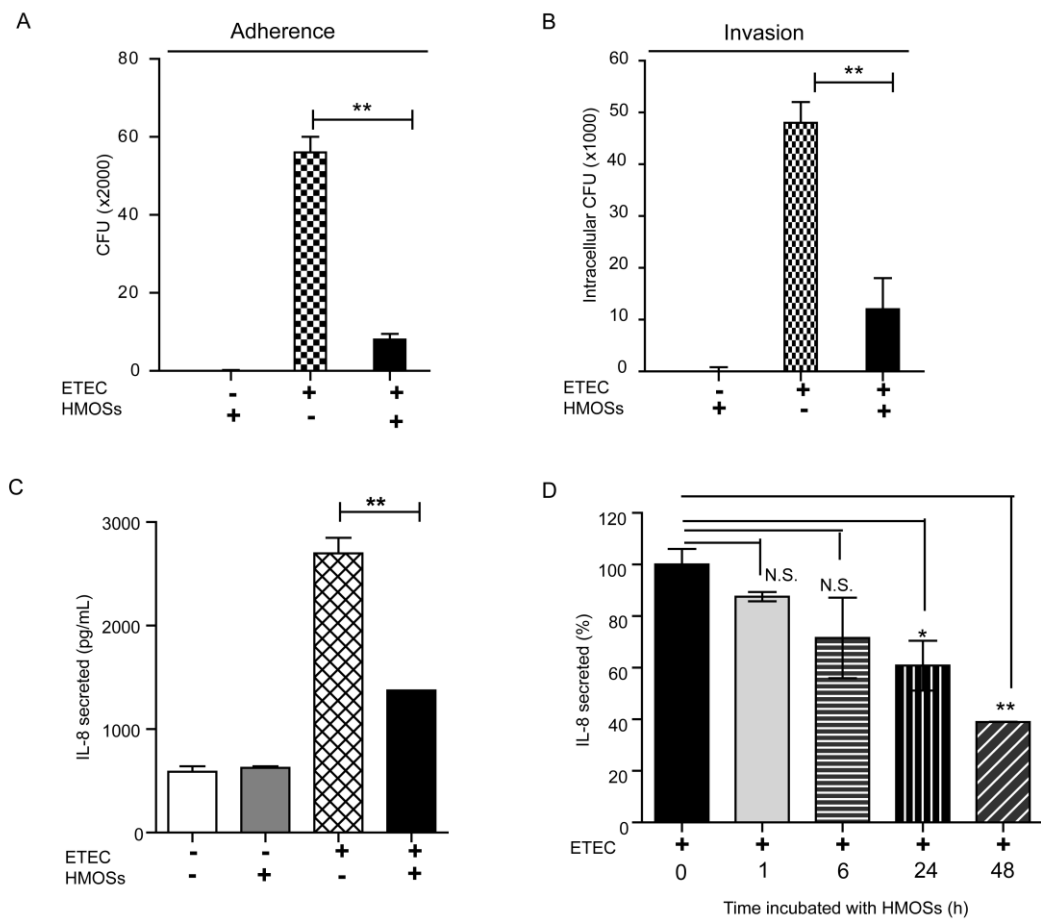 A
Adherence
80
60
40
20
0
CFU (x2000)
**
ETEC - + +
HMOSs + - +
B
Invasion
60
50
40
30
20
10
0
Intracellular CFU (x1000)
**
ETEC - + +
HMOSs + - +
C
3000
2000
1000
0
IL-8 secreted (pg/mL)
**
ETEC - - + +
HMOSs - + - +
D
120
100
80
60
40
20
0
IL-8 secreted (%)
N.S.
N.S.
*
**
ETEC + + + + +
0 1 6 24 48
Time incubated with HMOSs (h)